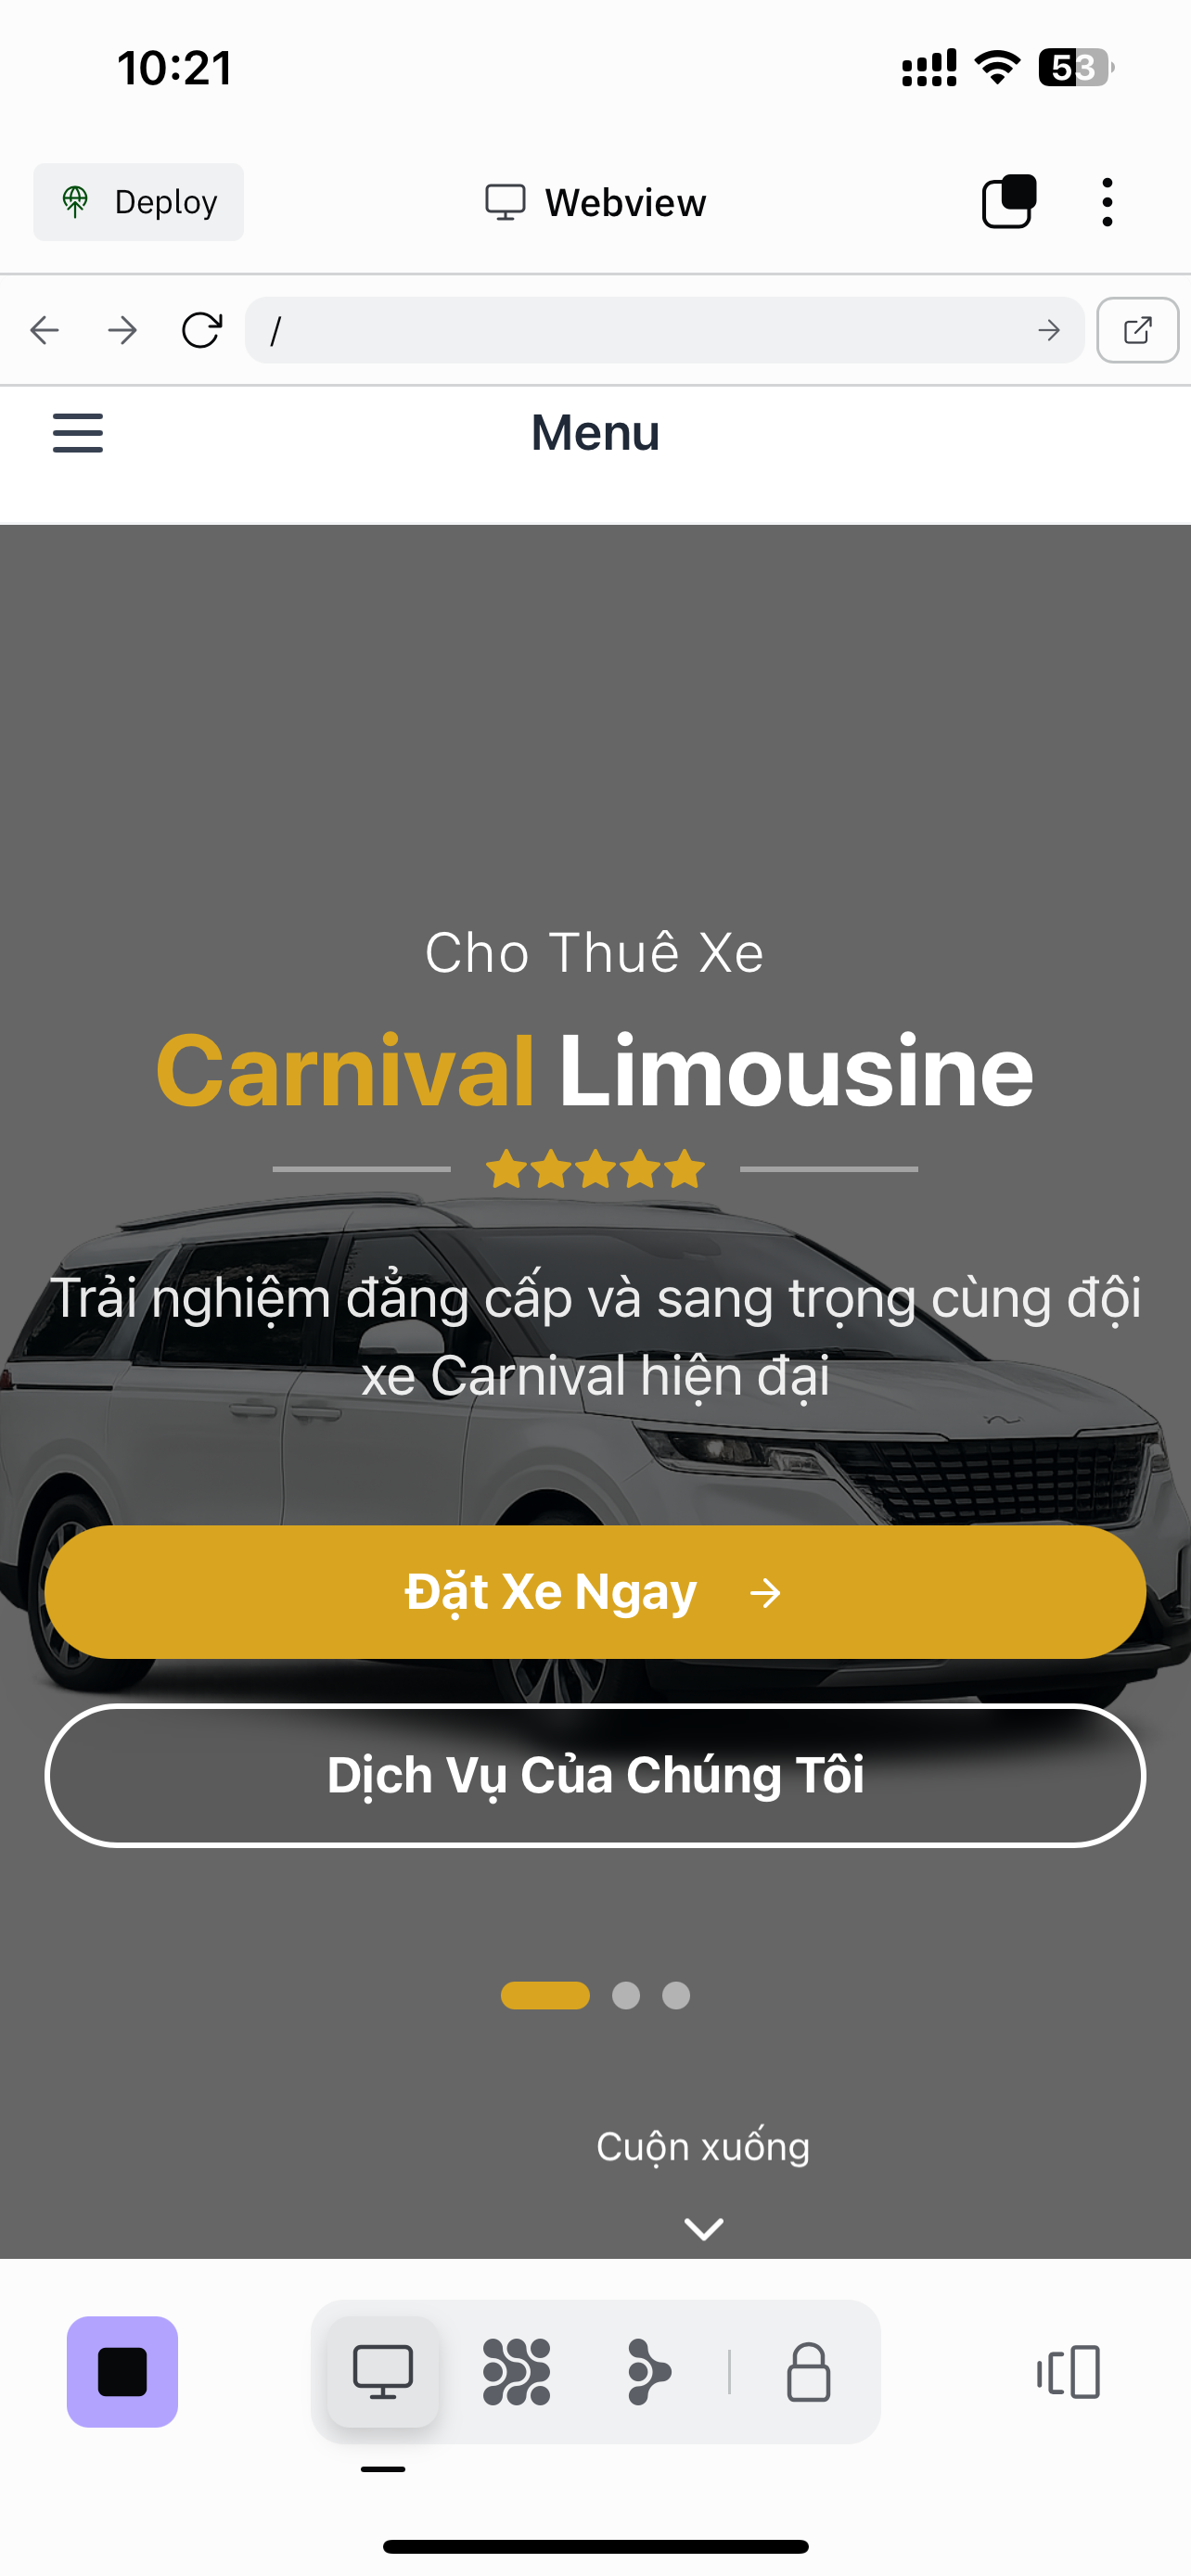 10:21
53
Deploy
Webview
/
Menu
Cho Thuê Xe
Carnival Limousine
Trải nghiệm đẳng cấp và sang trọng cùng đội
xe Carnival hiện đại
Đặt Xe Ngay
Dịch Vụ Của Chúng Tôi
Cuộn xuống